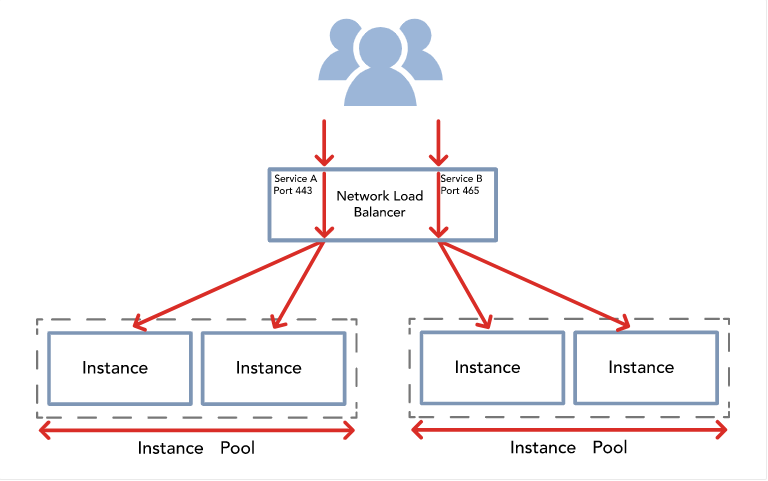 Service A
Port 443
Network Load
Balancer
Service B
Port 465
Instance
Instance
Instance
Instance
Instance Pool
Instance Pool